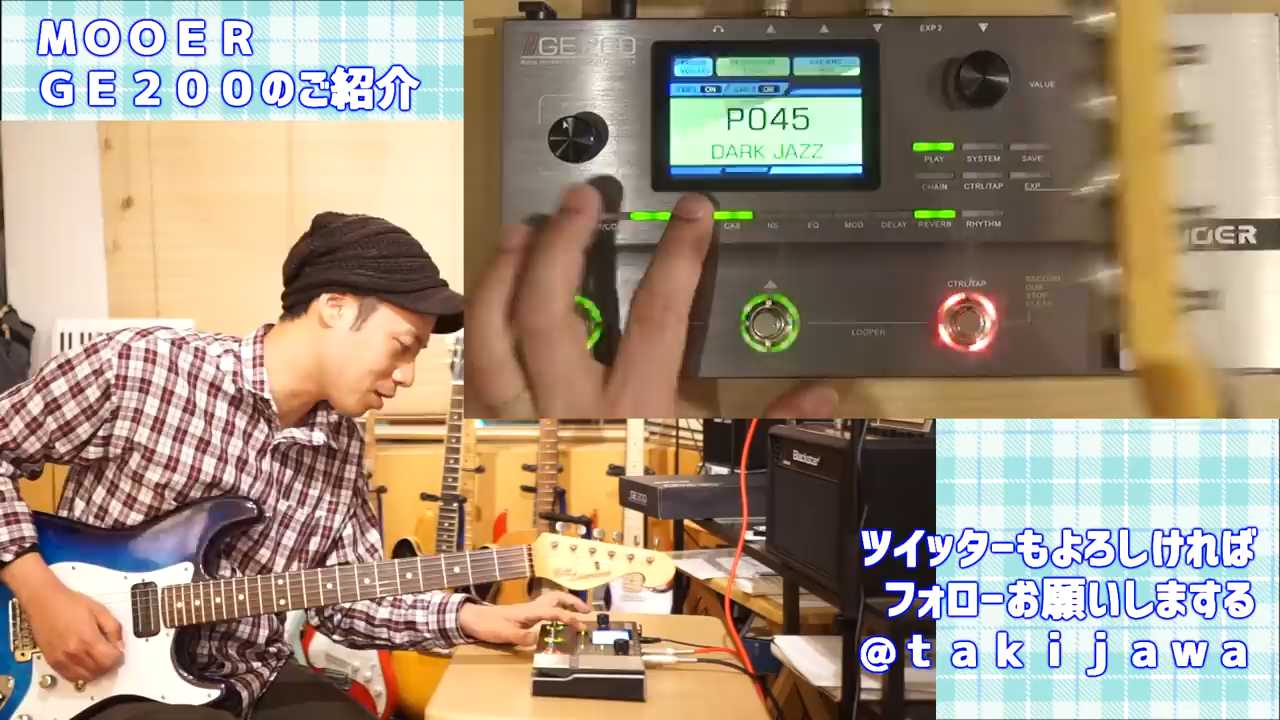 MOOER
GE200のご紹介
GE200
EXP 2
VALUE
P045
DARK JAZZ
PLAY
SYSTEM
SAVE
CHAIN
CTRL/TAP
EXP
CAB
NS
EQ
MOD
DELAY
REVERB
RHYTHM
CTRL/TAP
LOOPER
MOOER
Blackstar
GE200
ツイッターもよろしければ
フォローお願いしまする
@takijawa